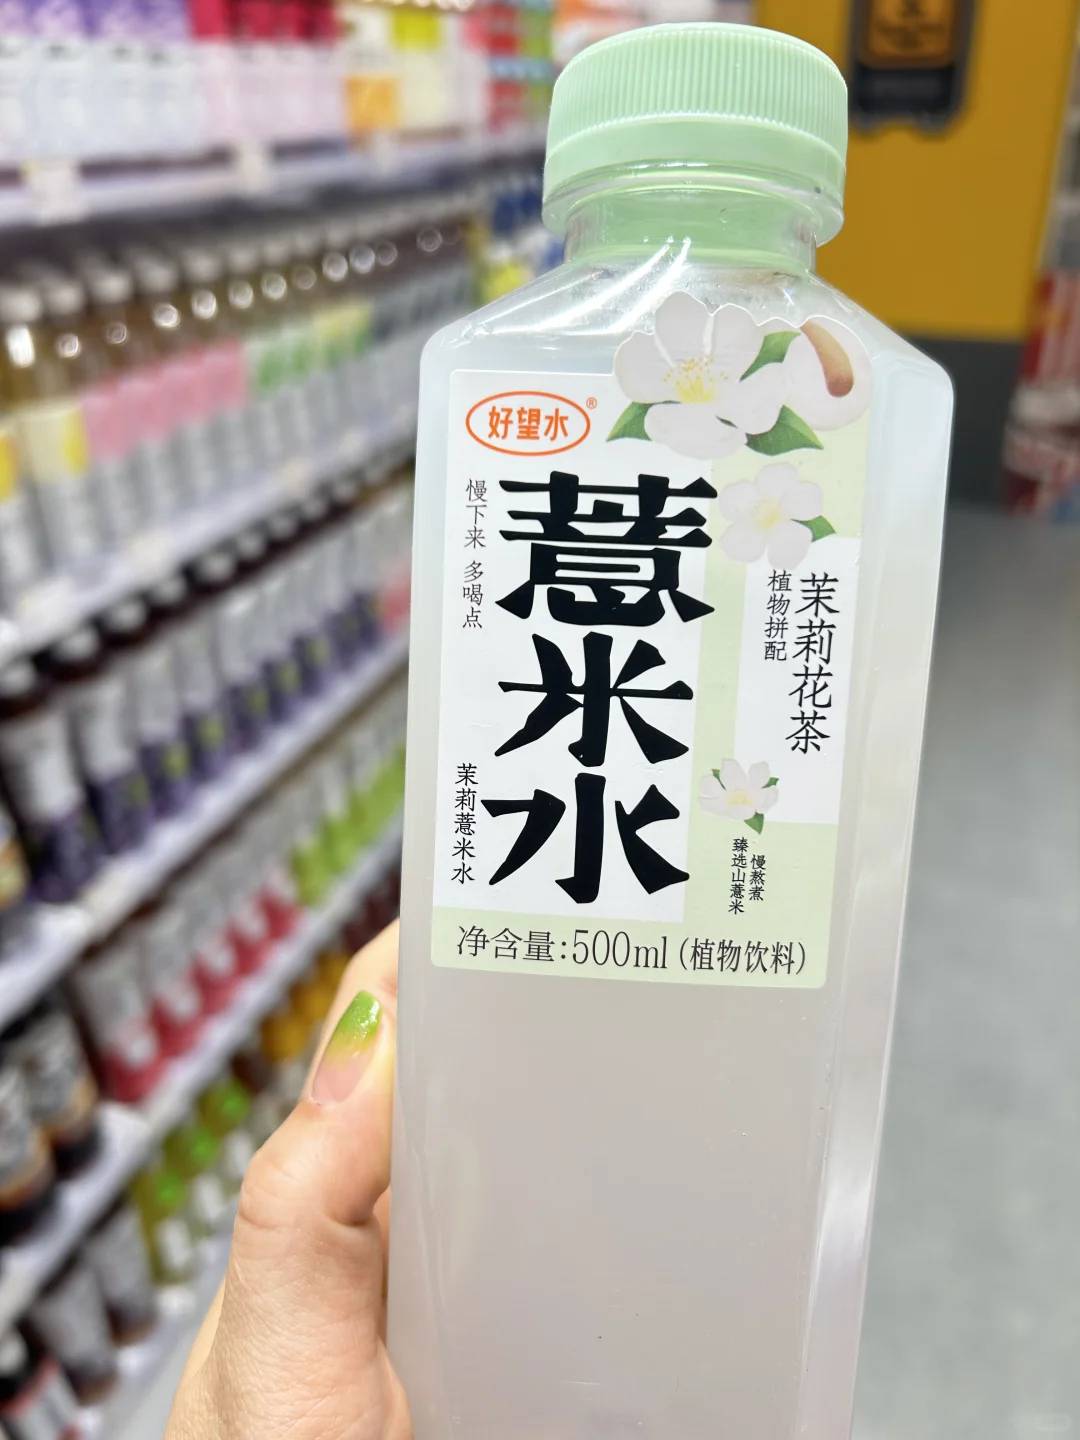 好望水®
慢下来 多喝点
薏米水
茉莉薏米水
茉莉花茶
植物拼配
慢熬煮
臻选山薏米
净含量:500ml (植物饮料)